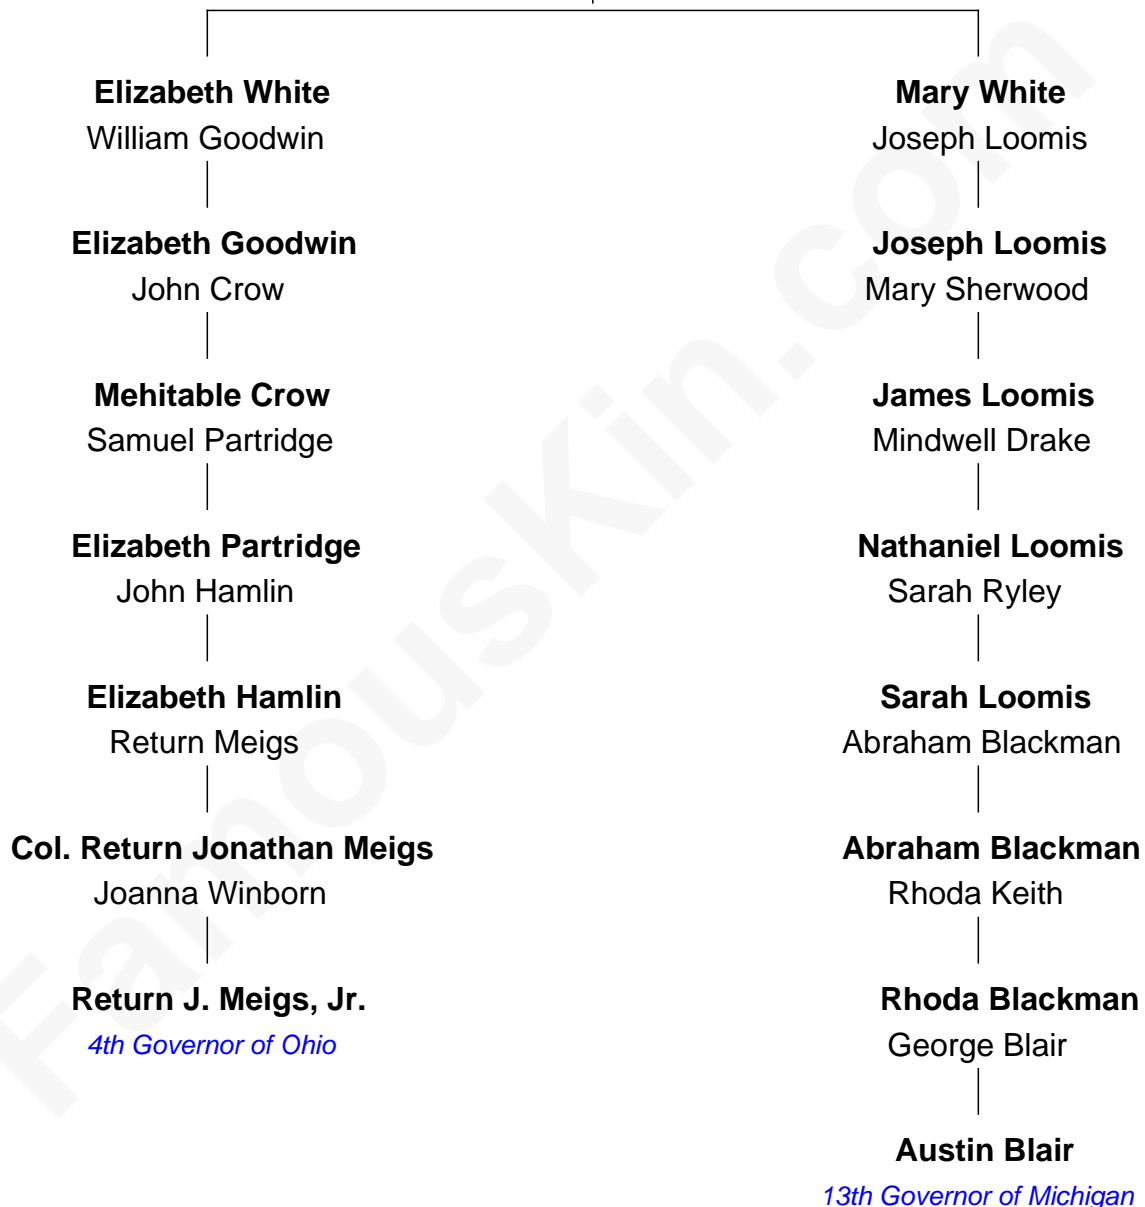 Elizabeth White
William Goodwin
Elizabeth Goodwin
John Crow
Mehitable Crow
Samuel Partridge
Elizabeth Partridge
John Hamlin
Elizabeth Hamlin
Return Meigs
Col. Return Jonathan Meigs
Joanna Winborn
Return J. Meigs, Jr.
4th Governor of Ohio
Mary White
Joseph Loomis
Joseph Loomis
Mary Sherwood
James Loomis
Mindwell Drake
Nathaniel Loomis
Sarah Ryley
Sarah Loomis
Abraham Blackman
Abraham Blackman
Rhoda Keith
Rhoda Blackman
George Blair
Austin Blair
13th Governor of Michigan
FamousKin.com